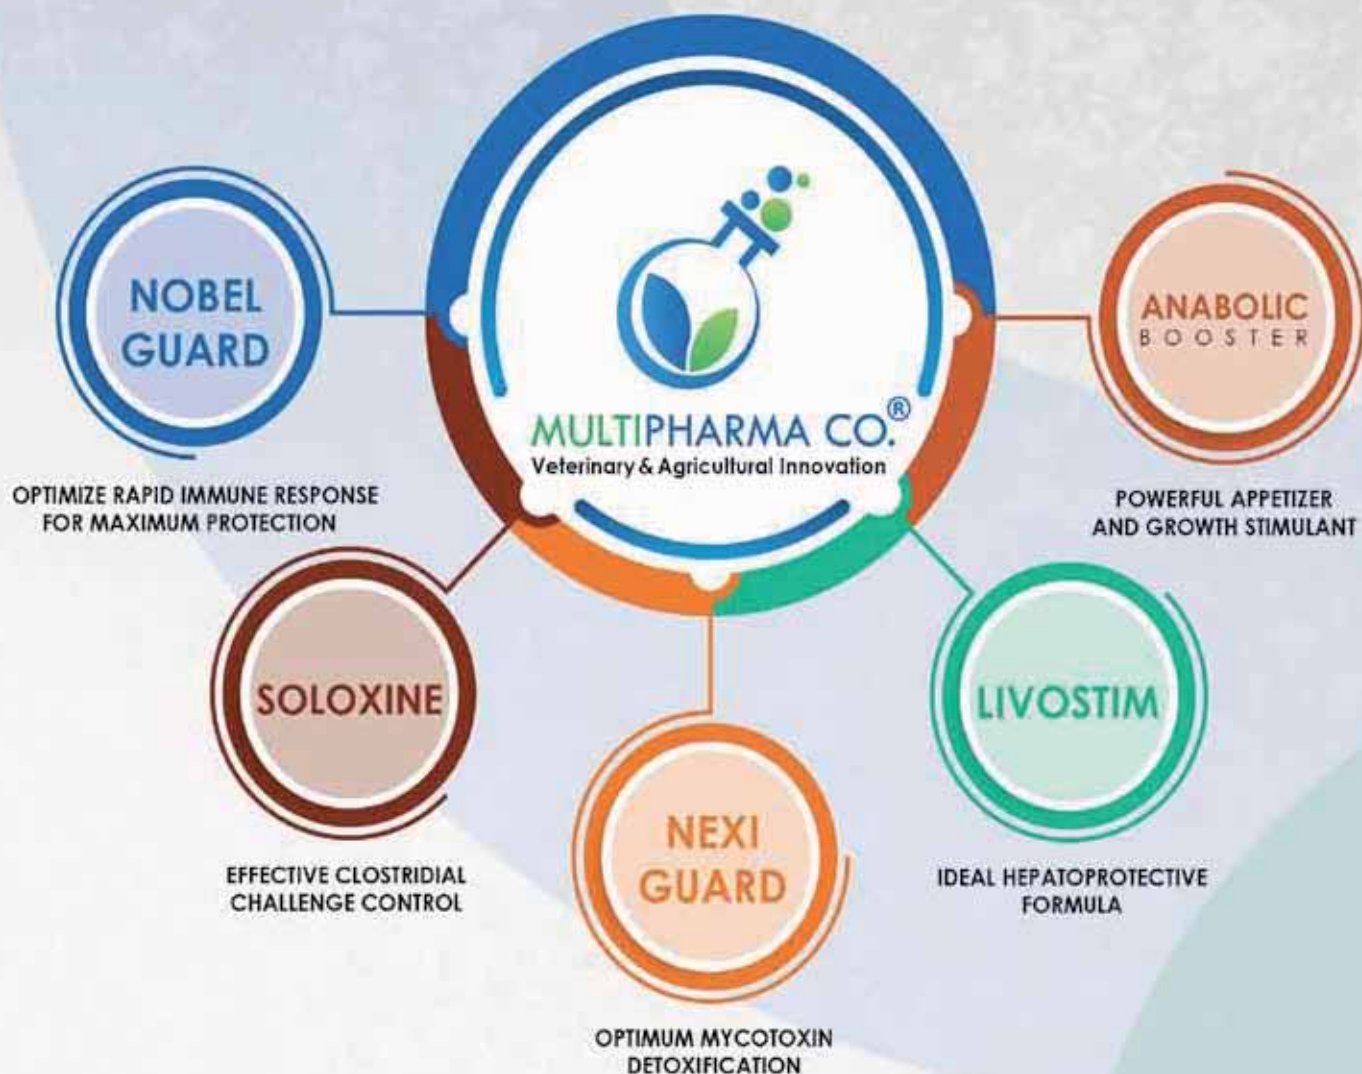 MULTIPHARMA CO.®
Veterinary & Agricultural Innovation
NOBEL
GUARD
OPTIMIZE RAPID IMMUNE RESPONSE
FOR MAXIMUM PROTECTION
SOLOXINE
EFFECTIVE CLOSTRIDIAL
CHALLENGE CONTROL
NEXI
GUARD
OPTIMUM MYCOTOXIN
DETOXIFICATION
LIVOSTIM
IDEAL HEPATOPROTECTIVE
FORMULA
ANABOLIC
BOOSTER
POWERFUL APPETIZER
AND GROWTH STIMULANT